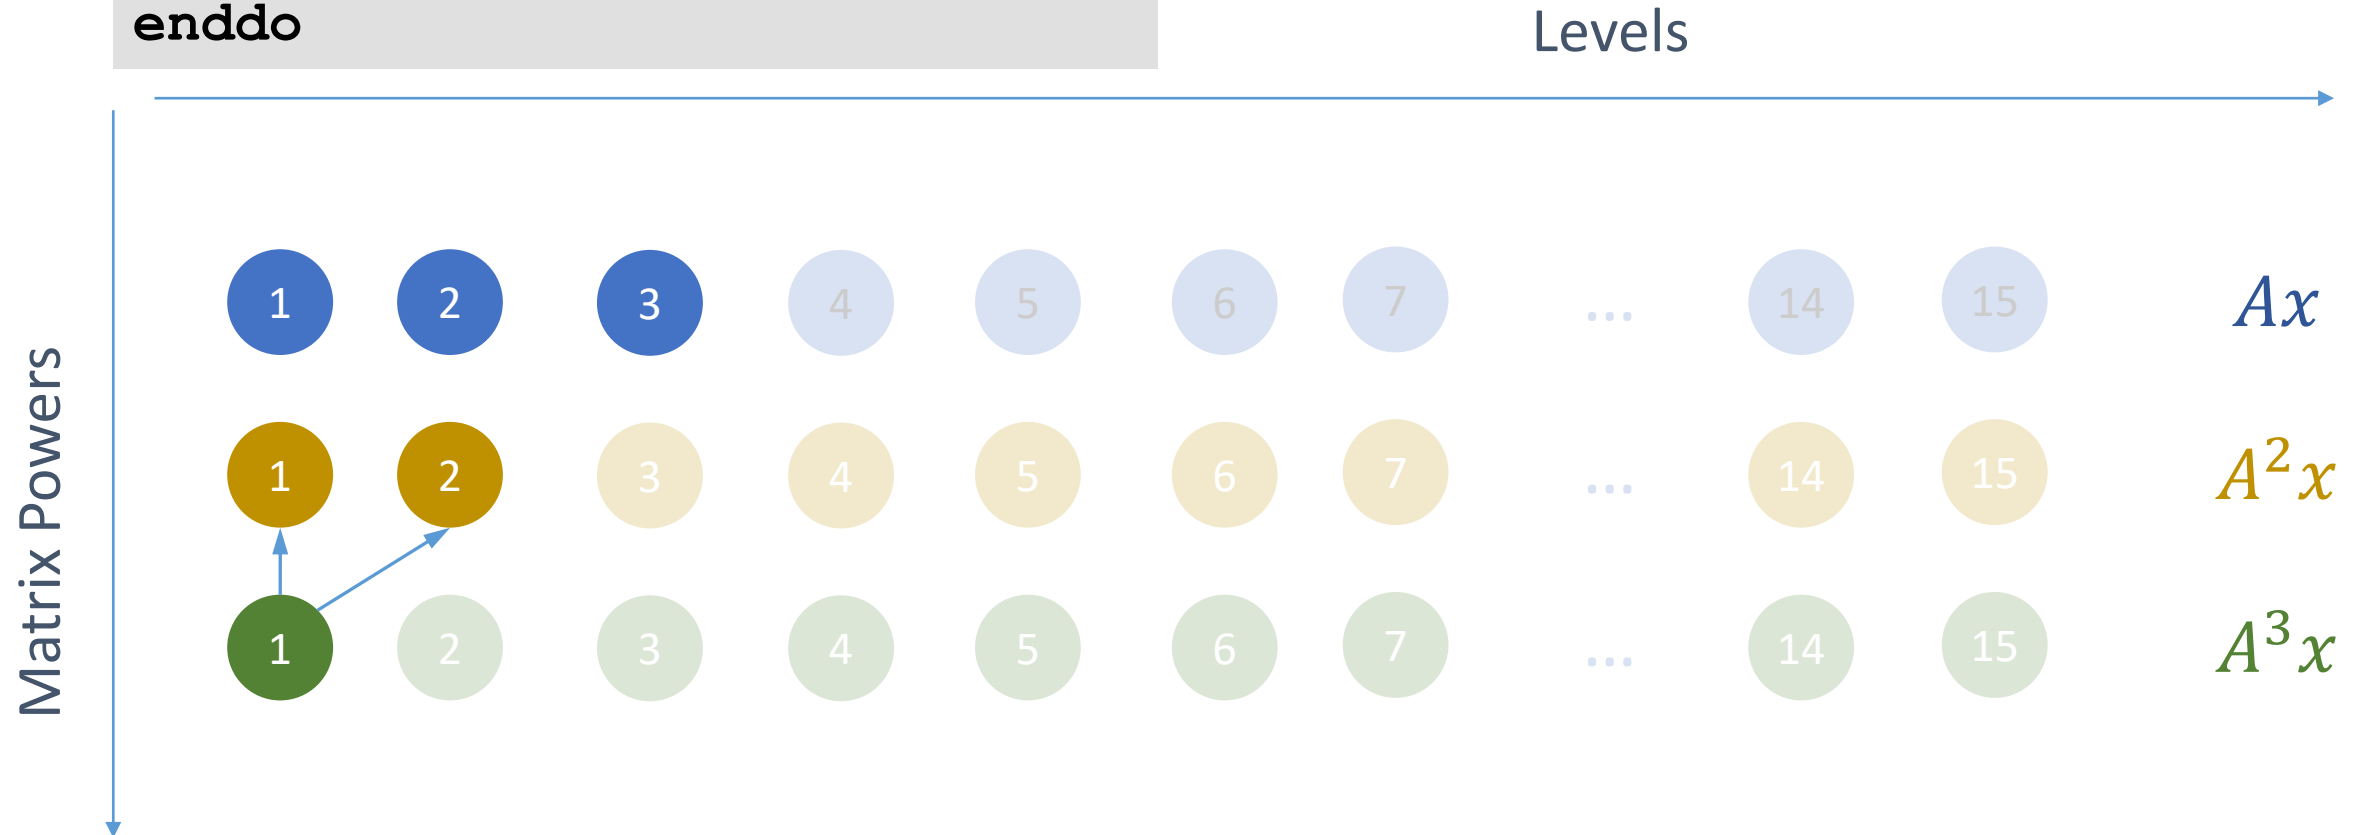 enddo
Levels
Matrix Powers
1 2 3 4 5 6 7 ... 14 15 Ax
1 2 3 4 5 6 7 ... 14 15 A²x
1 2 3 4 5 6 7 ... 14 15 A³x